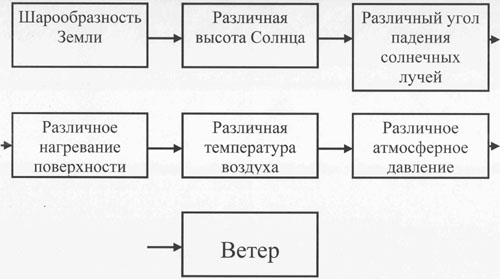 Шарообразность
Земли
Различная
высота Солнца
Различный угол
падения
солнечных
лучей
Различное
нагревание
поверхности
Различная
температура
воздуха
Различное
атмосферное
давление
Ветер